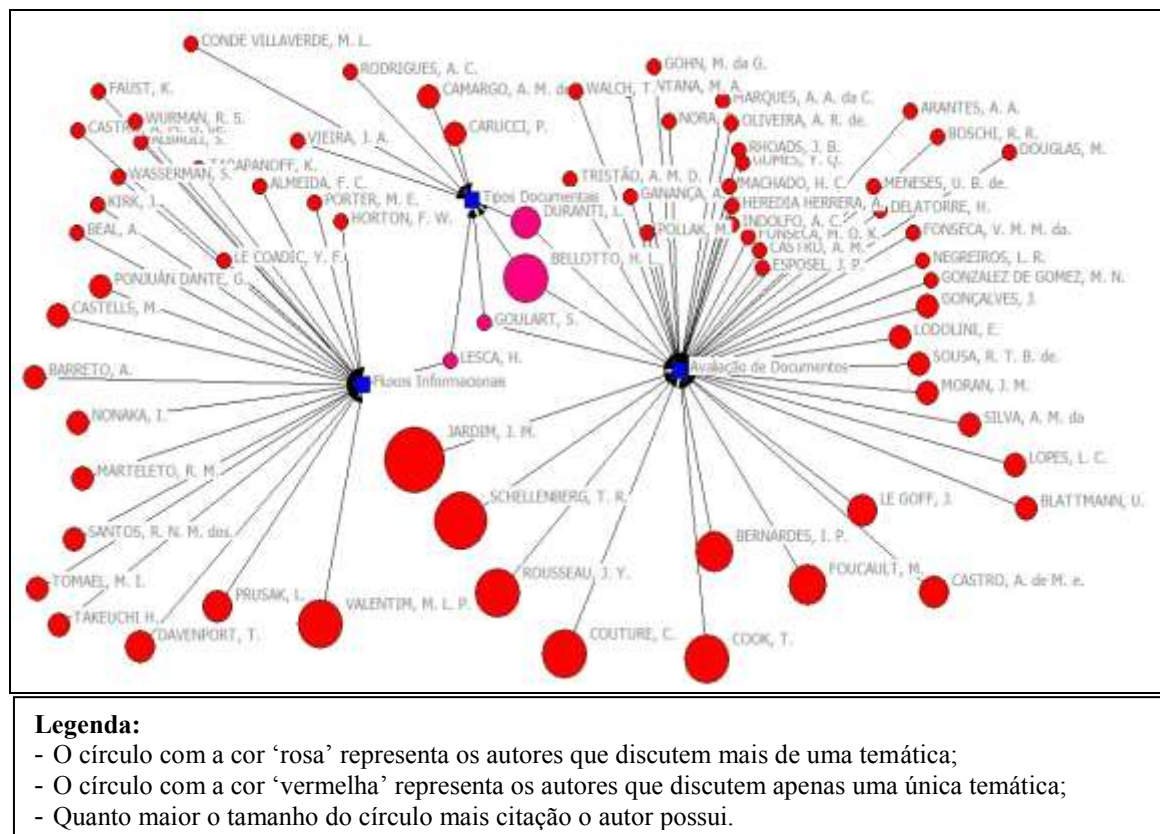 CONDE VILLAVERDE, M. L.
RODRIGUES, A. C.
GOHN, M. da G.
FAUST, K.
CAMARGO, A. M. de
WALCH, T.
NTANA, M. A.
MARQUES, A. A. da C.
ARANTES, A. A.
WURMAN, R. S.
CARUCCI, P.
NORA,
OLIVEIRA, A. R. de.
BOSCHI, R. R.
VIEIRA, J. A.
RHOADS, J. B.
DOUGLAS, M.
GOMES, Y. Q.
TARAPANOFF, K.
WASSERMAN, S.
ALMEIDA, F. C.
TRISTÃO, A. M. D.
MACHADO, H. C.
MENESES, U. B. de.
KIRK, J.
PORTER, M. E.
Tipos Documentais
GANANÇA, A.
HEREDIA HERRERA, A.
DELATORRE, H.
HORTON, F. W.
DURANTI, L.
INDOLFO, A. C.
BEAL, A.
POLLAK, M.
FONSECA, M. O. K.
FONSECA, V. M. M. da.
CASTRO, A. M.
LE COADIC, Y. F.
BELLOTTO, H. L.
ESPOSEL, J. P.
NEGREIROS, L. R.
PONJUÁN DANTE, G.
GONZALEZ DE GOMEZ, M. N.
CASTELLS, M.
GONÇALVES, J.
GOULART, S.
LODOLINI, E.
LESCA, H.
SOUSA, R. T. B. de.
BARRETO, A.
Fluxos Informacionais
Avaliação de Documentos
MORAN, J. M.
NONAKA, I.
SILVA, A. M. da
JARDIM, J. M.
MARTELETO, R. M.
LOPES, L. C.
SCHELLENBERG, T. R.
LE GOFF, J.
BLATTMANN, U.
SANTOS, R. N. M. dos.
BERNARDES, I. P.
TOMAEL, M. I.
ROUSSEAU, J. Y.
FOUCAULT, M.
CASTRO, A. de M. e.
PRUSAK, L.
VALENTIM, M. L. P.
TAKEUCHI H.
DAVENPORT, T.
COUTURE, C.
COOK, T.
Legenda:
- O círculo com a cor ‘rosa’ representa os autores que discutem mais de uma temática;
- O círculo com a cor ‘vermelha’ representa os autores que discutem apenas uma única temática;
- Quanto maior o tamanho do círculo mais citação o autor possui.